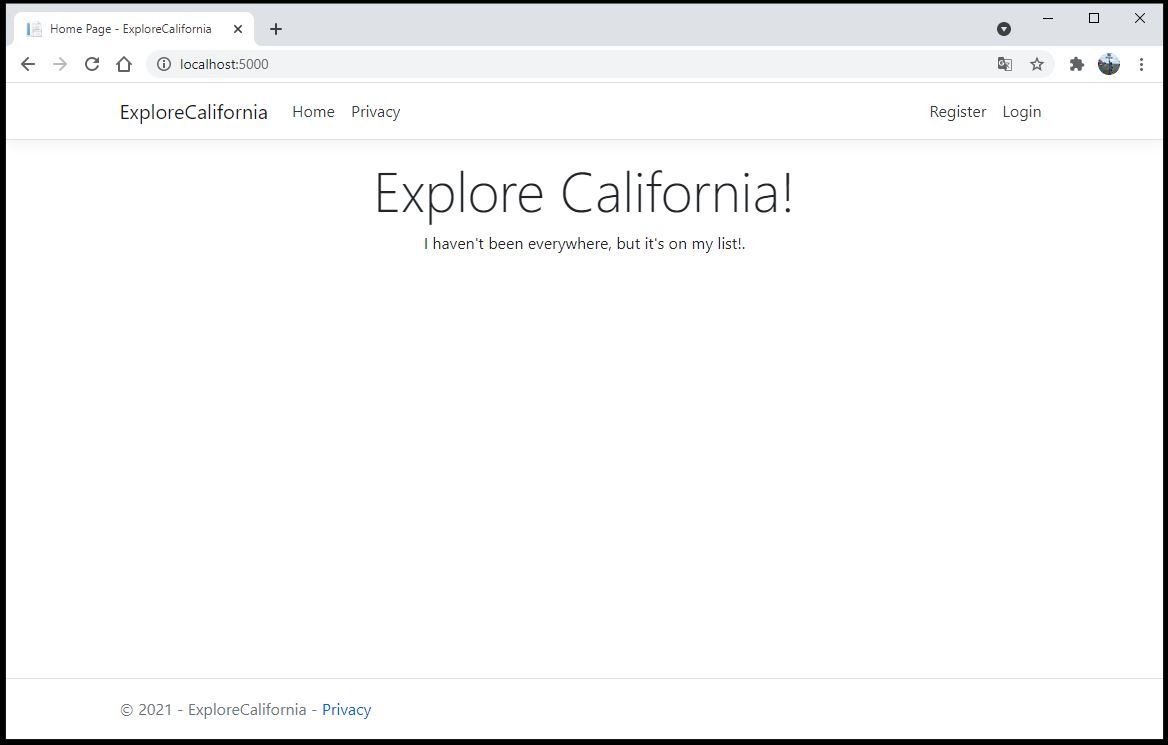 Home Page - ExploreCalifornia
localhost:5000
ExploreCalifornia Home Privacy Register Login
Explore California!
I haven't been everywhere, but it's on my list!.
© 2021 - ExploreCalifornia - Privacy